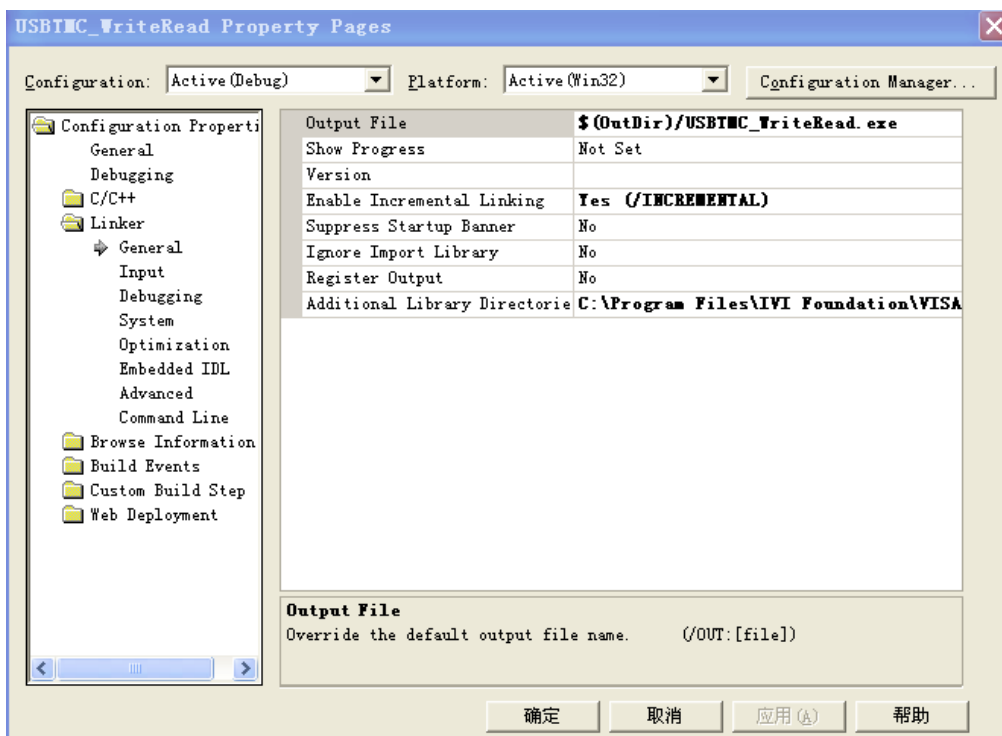 USBTMC_WriteRead Property Pages
Configuration: Active(Debug) Platform: Active(Win32) Configuration Manager...
Configuration Properti
General
Debugging
C/C++
Linker
General
Input
Debugging
System
Optimization
Embedded IDL
Advanced
Command Line
Browse Information
Build Events
Custom Build Step
Web Deployment
Output File $(OutDir)/USBTMC_WriteRead.exe
Show Progress Not Set
Version
Enable Incremental Linking Yes (/INCREMENTAL)
Suppress Startup Banner No
Ignore Import Library No
Register Output No
Additional Library Directorie C:\Program Files\IVI Foundation\VISA
Output File
Override the default output file name. (/OUT:[file])
确定 取消 应用(A) 帮助